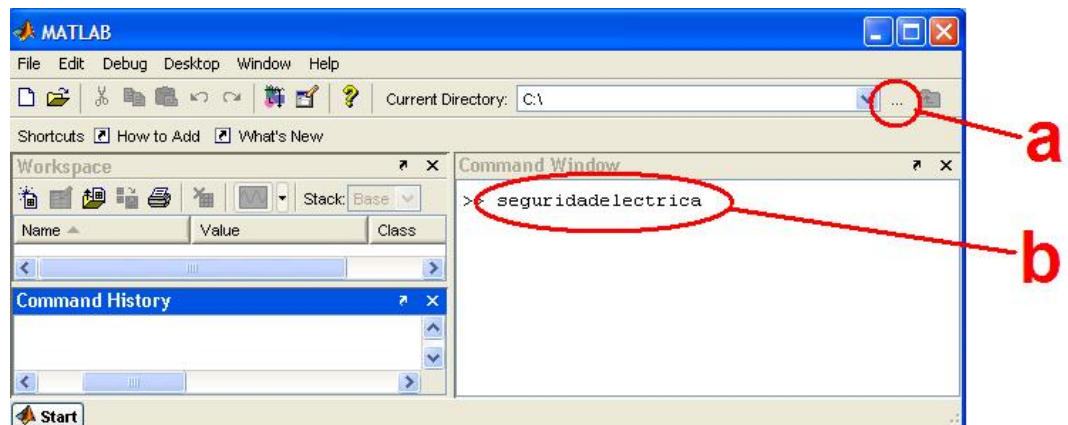 MATLAB
File Edit Debug Desktop Window Help
Current Directory: C:\ ...
Shortcuts How to Add What's New
Workspace
Stack: Base
Name Value Class
Command History
Start
Command Window
>> seguridadelectrica
a
b